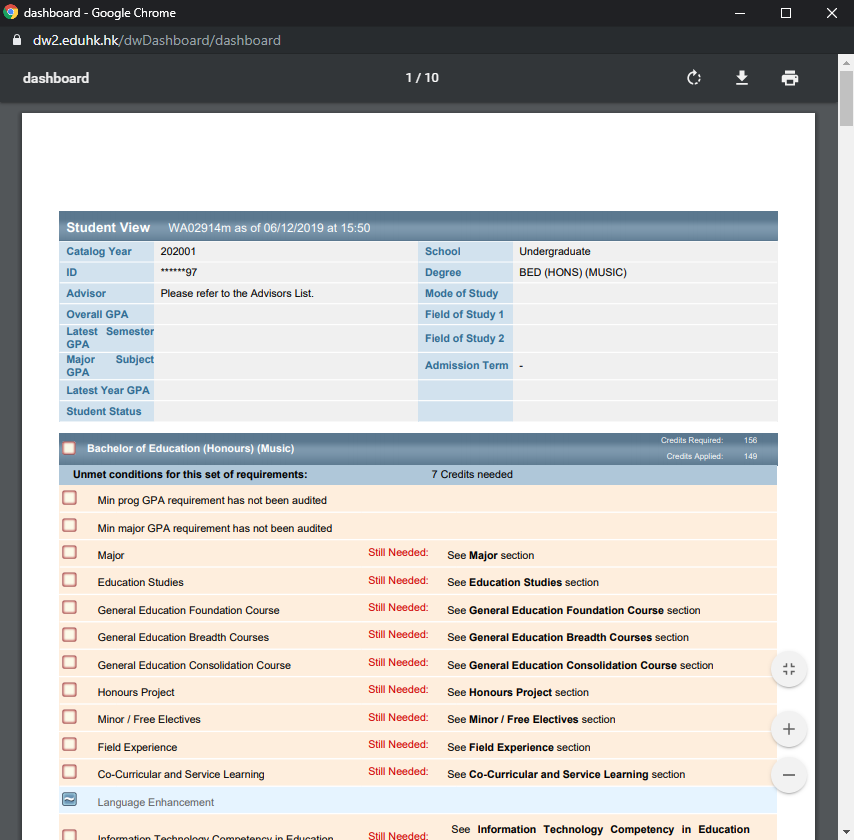 dashboard - Google Chrome
dw2.eduhk.hk/dwDashboard/dashboard
dashboard 1 / 10
Student View WA02914m as of 06/12/2019 at 15:50
Catalog Year 202001 School Undergraduate
ID ******97 Degree BED (HONS) (MUSIC)
Advisor Please refer to the Advisors List. Mode of Study
Overall GPA Field of Study 1
Latest Semester GPA Field of Study 2
Major Subject GPA Admission Term -
Latest Year GPA
Student Status
Bachelor of Education (Honours) (Music) Credits Required: 156
Credits Applied: 149
Unmet conditions for this set of requirements: 7 Credits needed
Min prog GPA requirement has not been audited
Min major GPA requirement has not been audited
Major Still Needed: See Major section
Education Studies Still Needed: See Education Studies section
General Education Foundation Course Still Needed: See General Education Foundation Course section
General Education Breadth Courses Still Needed: See General Education Breadth Courses section
General Education Consolidation Course Still Needed: See General Education Consolidation Course section
Honours Project Still Needed: See Honours Project section
Minor / Free Electives Still Needed: See Minor / Free Electives section
Field Experience Still Needed: See Field Experience section
Co-Curricular and Service Learning Still Needed: See Co-Curricular and Service Learning section
Language Enhancement
Information Technology Competency in Education Still Needed: See Information Technology Competency in Education